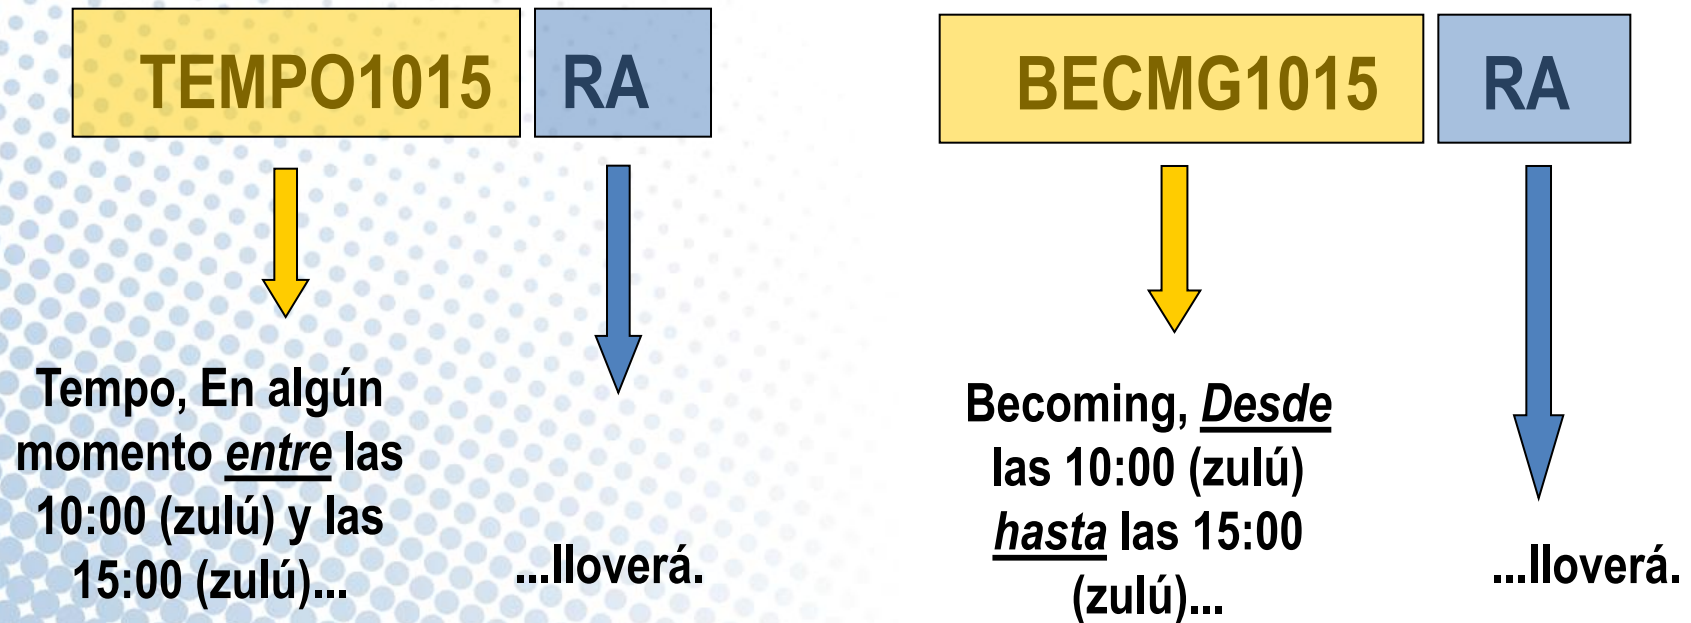 TEMPO1015 RA
Tempo, En algún
momento entre las
10:00 (zulú) y las
15:00 (zulú)...
...lloverá.
BECMG1015 RA
Becoming, Desde
las 10:00 (zulú)
hasta las 15:00
(zulú)...
...lloverá.